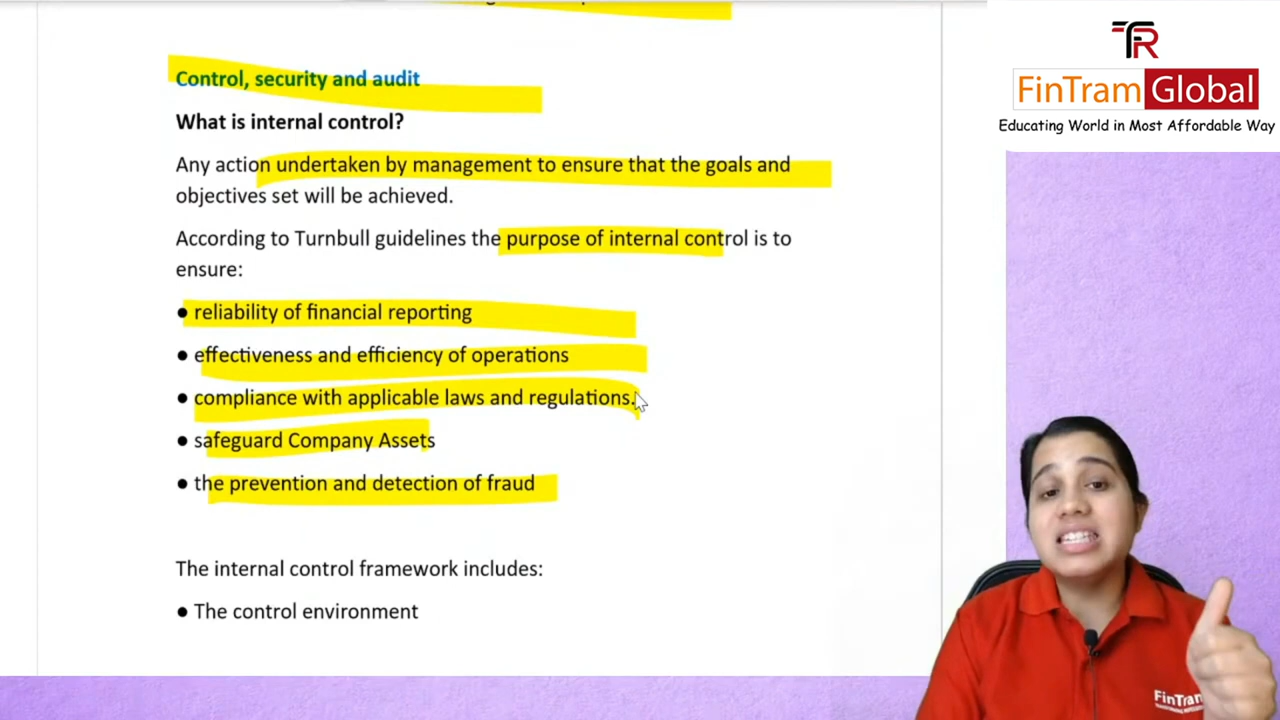 Control, security and audit
What is internal control?
Any action undertaken by management to ensure that the goals and
objectives set will be achieved.
According to Turnbull guidelines the purpose of internal control is to
ensure:
● reliability of financial reporting
● effectiveness and efficiency of operations
● compliance with applicable laws and regulations.
● safeguard Company Assets
● the prevention and detection of fraud
The internal control framework includes:
● The control environment
TR
FinTram Global
Educating World in Most Affordable Way
FinTram